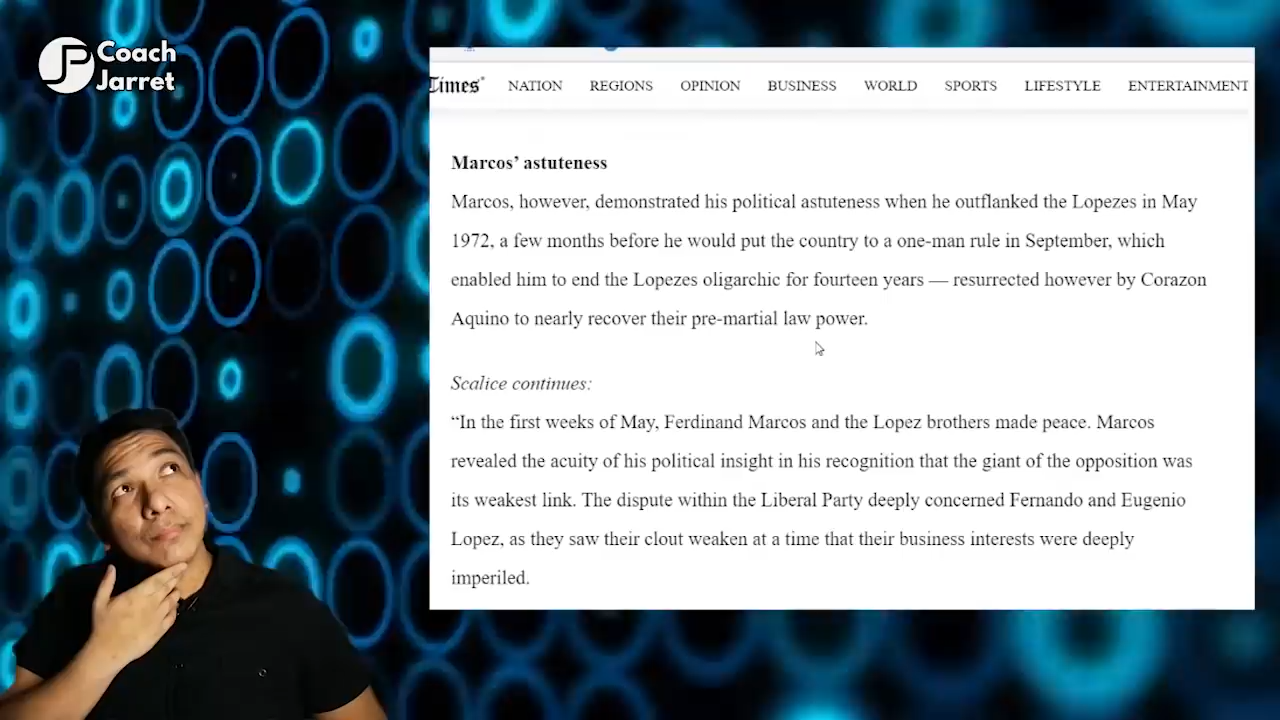 Coach
Jarret
Times
NATION REGIONS OPINION BUSINESS WORLD SPORTS LIFESTYLE ENTERTAINMENT
Marcos’ astuteness
Marcos, however, demonstrated his political astuteness when he outflanked the Lopezes in May
1972, a few months before he would put the country to a one-man rule in September, which
enabled him to end the Lopezes oligarchic for fourteen years — resurrected however by Corazon
Aquino to nearly recover their pre-martial law power.
Scalice continues:
“In the first weeks of May, Ferdinand Marcos and the Lopez brothers made peace. Marcos
revealed the acuity of his political insight in his recognition that the giant of the opposition was
its weakest link. The dispute within the Liberal Party deeply concerned Fernando and Eugenio
Lopez, as they saw their clout weaken at a time that their business interests were deeply
imperiled.